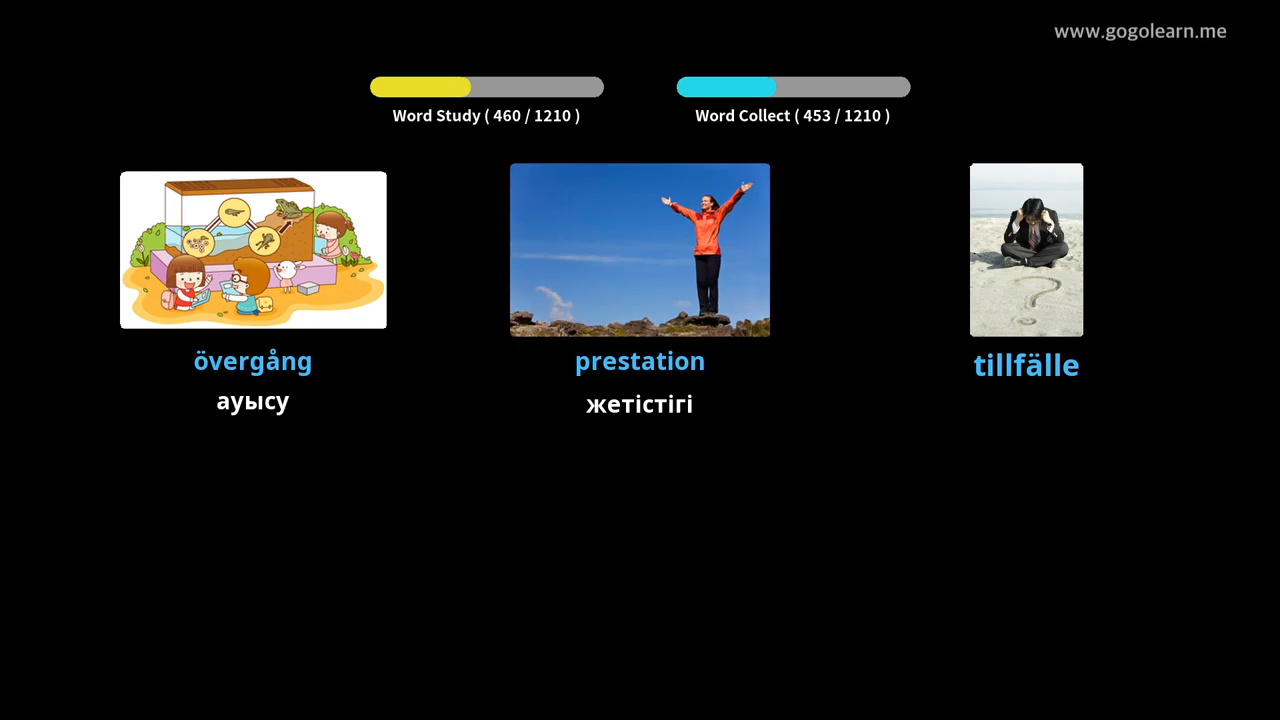 www.gogolearn.me
Word Study ( 460 / 1210 )
Word Collect ( 453 / 1210 )
övergång
prestation
tillfälle
ауысу
жетістігі